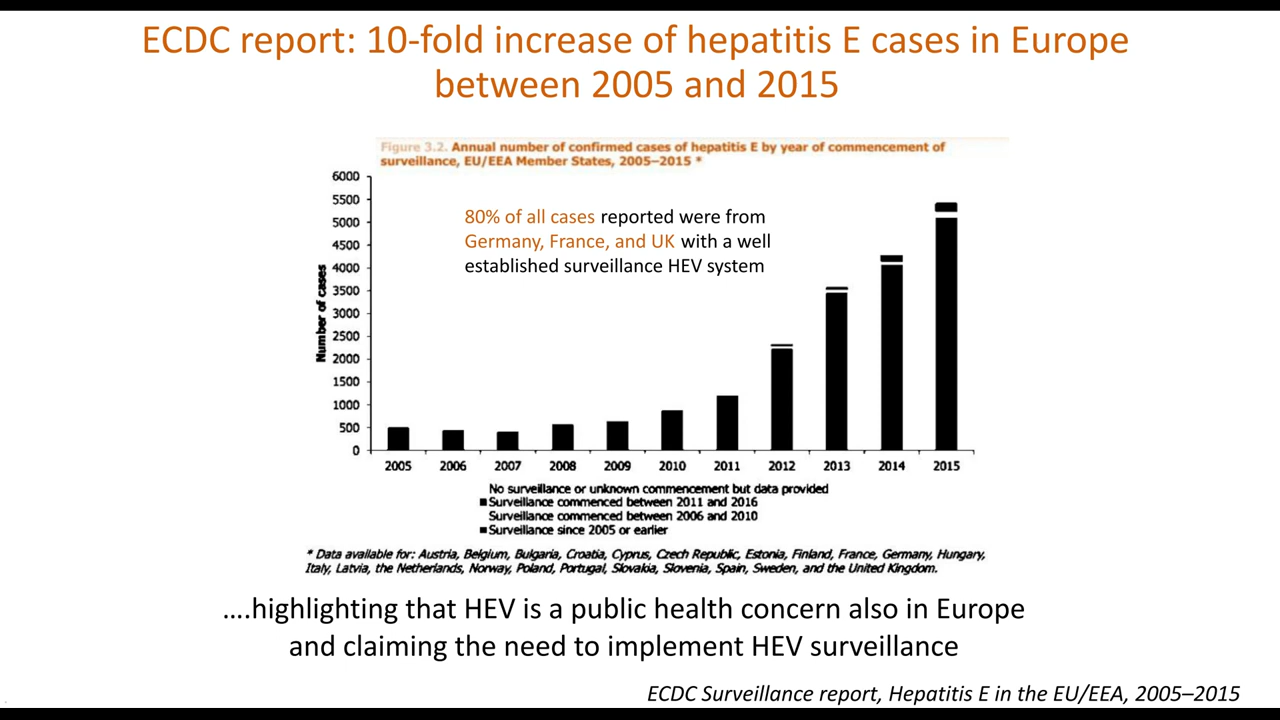 ECDC report: 10-fold increase of hepatitis E cases in Europe
between 2005 and 2015
Figure 3.2. Annual number of confirmed cases of hepatitis E by year of commencement of
surveillance, EU/EEA Member States, 2005–2015 *
80% of all cases reported were from
Germany, France, and UK with a well
established surveillance HEV system
Number of cases
6000
5500
5000
4500
4000
3500
3000
2500
2000
1500
1000
500
0
2005 2006 2007 2008 2009 2010 2011 2012 2013 2014 2015
No surveillance or unknown commencement but data provided
Surveillance commenced between 2011 and 2016
Surveillance commenced between 2006 and 2010
Surveillance since 2005 or earlier
* Data available for: Austria, Belgium, Bulgaria, Croatia, Cyprus, Czech Republic, Estonia, Finland, France, Germany, Hungary,
Italy, Latvia, the Netherlands, Norway, Poland, Portugal, Slovakia, Slovenia, Spain, Sweden, and the United Kingdom.
….highlighting that HEV is a public health concern also in Europe
and claiming the need to implement HEV surveillance
ECDC Surveillance report, Hepatitis E in the EU/EEA, 2005–2015